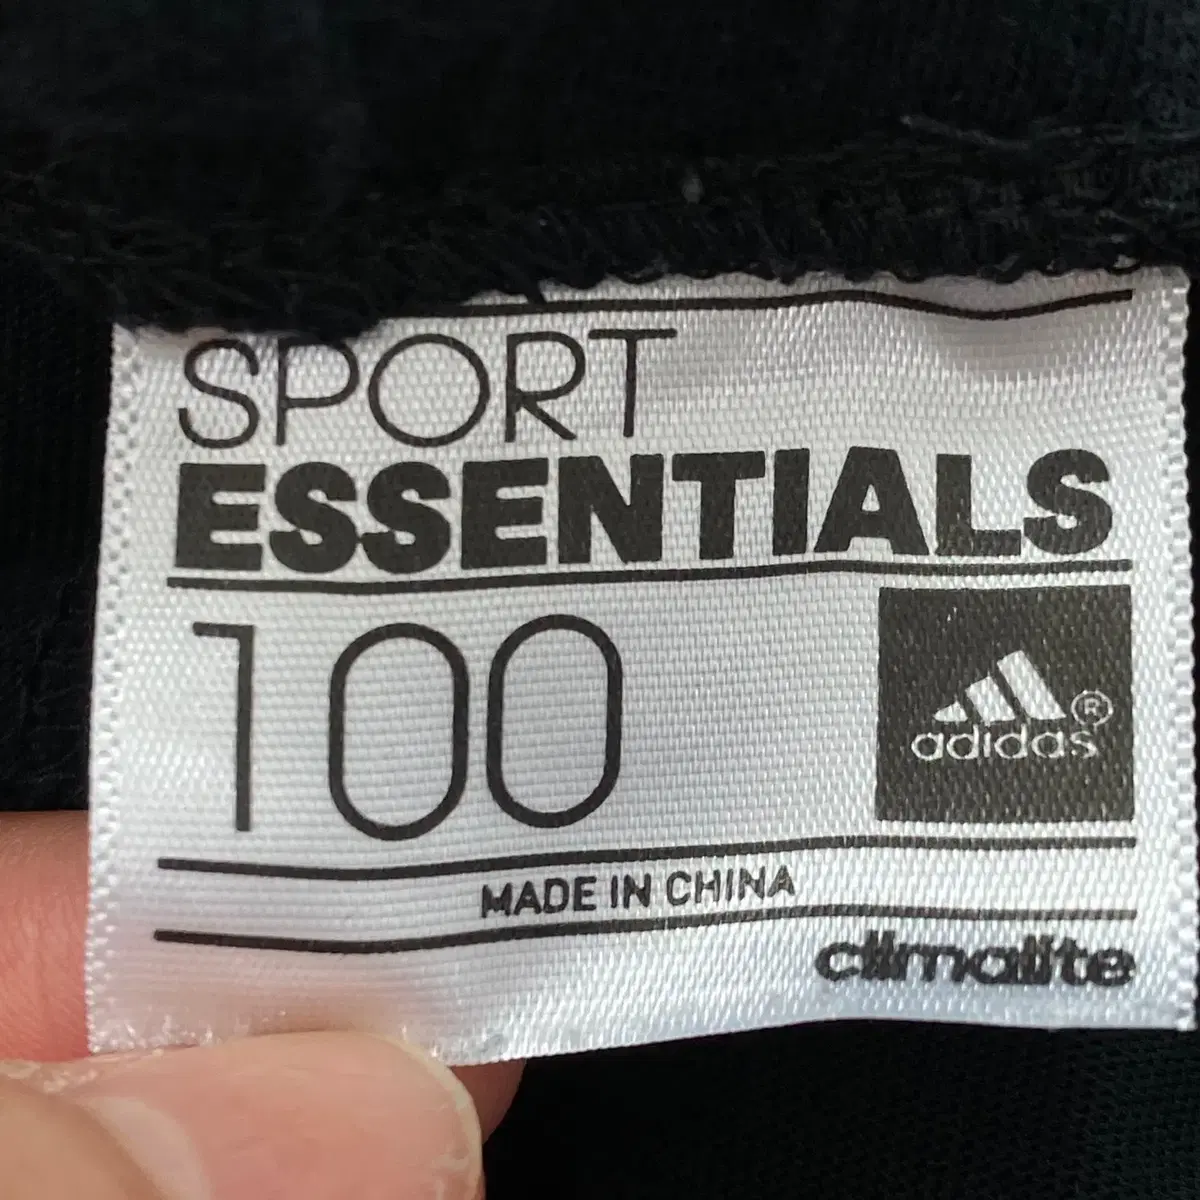 SPORT
ESSENTIALS
100
adidas®
MADE IN CHINA
climalite